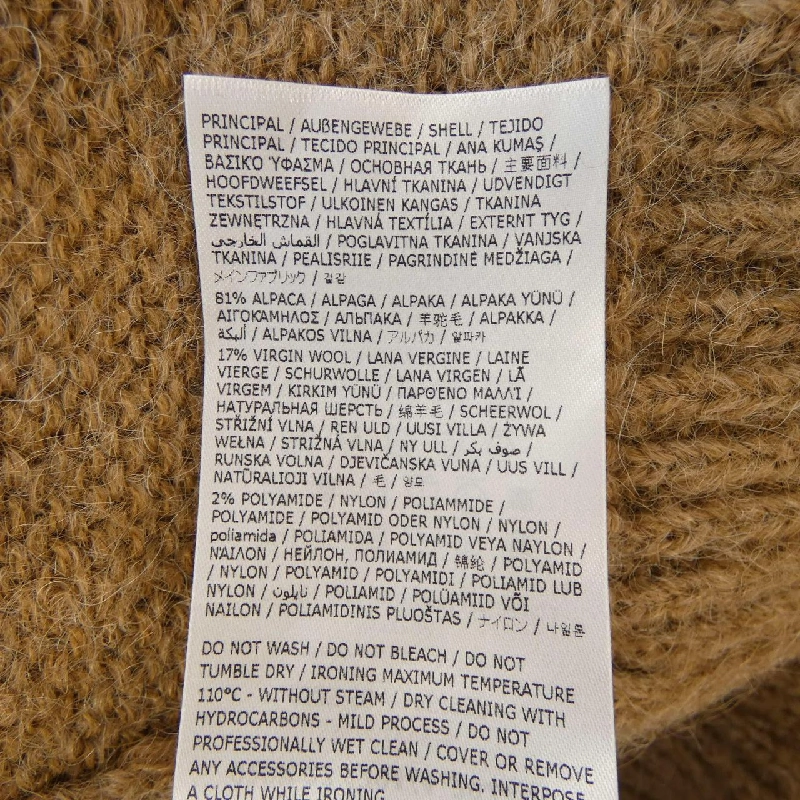 PRINCIPAL / AUßENGEWEBE / SHELL / TEJIDO
PRINCIPAL / TECIDO PRINCIPAL / ANA KUMAŞ /
ΒΑΣΙΚΌ ΎΦΑΣΜΑ / ОСНОВНАЯ ТКАНЬ / 主要面料 /
HOOFDWEEFSEL / HLAVNÍ TKANINA / UDVENDIGT
TEKSTILSTOF / ULKOINEN KANGAS / TKANINA
ZEWNĘTRZNA / HLAVNÁ TEXTÍLIA / EXTERNT TYG /
القماش الخارجي / POGLAVITNA TKANINA / VANJSKA
TKANINA / PEALISRIIE / PAGRINDINĖ MEDŽIAGA /
メインファブリック / 겉감
81% ALPACA / ALPAGA / ALPAKA / ALPAKA YÜNÜ /
ΑΙΓΟΚΆΜΗΛΟΣ / АЛЬПАКА / 羊驼毛 / ALPAKKA /
ألبكة / ALPAKOS VILNA / アルパカ / 알파카
17% VIRGIN WOOL / LANA VERGINE / LAINE
VIERGE / SCHURWOLLE / LANA VIRGEN / LÃ
VIRGEM / KIRKIM YÜNÜ / ΠΑΡΘΈΝΟ ΜΑΛΛΊ /
НАТУРАЛЬНАЯ ШЕРСТЬ / 绵羊毛 / SCHEERWOL /
STŘIŽNÍ VLNA / REN ULD / UUSI VILLA / ŻYWA
WEŁNA / STRIŽNÁ VLNA / NY ULL / صوف بكر /
RUNSKA VOLNA / DJEVIČANSKA VUNA / UUS VILL /
NATŪRALIOJI VILNA / 毛 / 양모
2% POLYAMIDE / NYLON / POLIAMMIDE /
POLYAMIDE / POLYAMID ODER NYLON / NYLON /
poliamida / POLIAMIDA / POLYAMID VEYA NAYLON /
ΝΆΙΛΟΝ / НЕЙЛОН, ПОЛИАМИД / 锦纶 / POLYAMID
/ NYLON / POLYAMID / POLYAMIDI / POLIAMID LUB
NYLON / نايلون / POLIAMID / POLÜAMIID VÕI
NAILON / POLIAMIDINIS PLUOŠTAS / ナイロン / 나일론
DO NOT WASH / DO NOT BLEACH / DO NOT
TUMBLE DRY / IRONING MAXIMUM TEMPERATURE
110°C - WITHOUT STEAM / DRY CLEANING WITH
HYDROCARBONS - MILD PROCESS / DO NOT
PROFESSIONALLY WET CLEAN / COVER OR REMOVE
ANY ACCESSORIES BEFORE WASHING. INTERPOSE
A CLOTH WHILE IRONING.